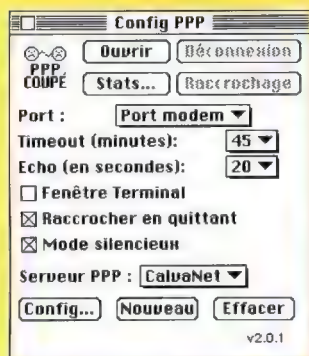 Config PPP
PPP
COUPÉ
Ouvrir
Déconnexion
Stats...
Raccrochage
Port :
Port modem
Timeout (minutes):
45
Echo (en secondes):
20
Fenêtre Terminal
Raccrocher en quittant
Mode silencieux
Serveur PPP :
CalvaNet
Config...
Nouveau
Effacer
v2.0.1